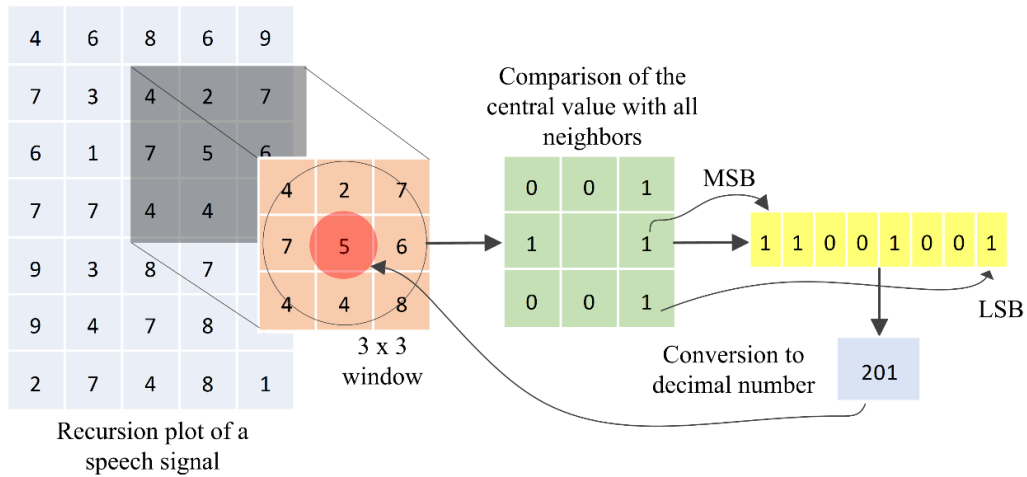 4 6 8 6 9
7 3 4 2 7
6 1 7 5 6
7 7 4 4
9 3 8 7
9 4 7 8
2 7 4 8 1
Recursion plot of a
speech signal
4 2 7
7 5 6
4 4 8
3 x 3
window
Comparison of the
central value with all
neighbors
0 0 1
1 1
0 0 1
MSB
1 1 0 0 1 0 0 1
LSB
Conversion to
decimal number
201